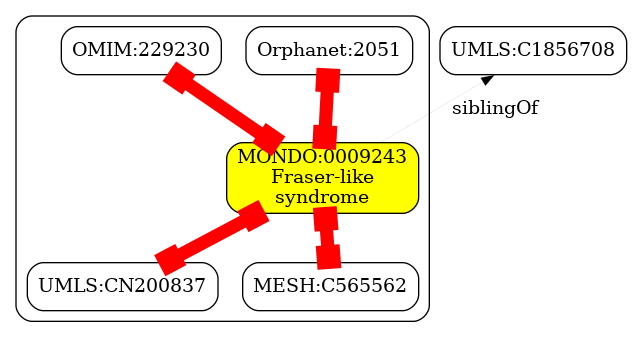 OMIM:229230
Orphanet:2051
UMLS:C1856708
siblingOf
MONDO:0009243
Fraser-like
syndrome
UMLS:CN200837
MESH:C565562